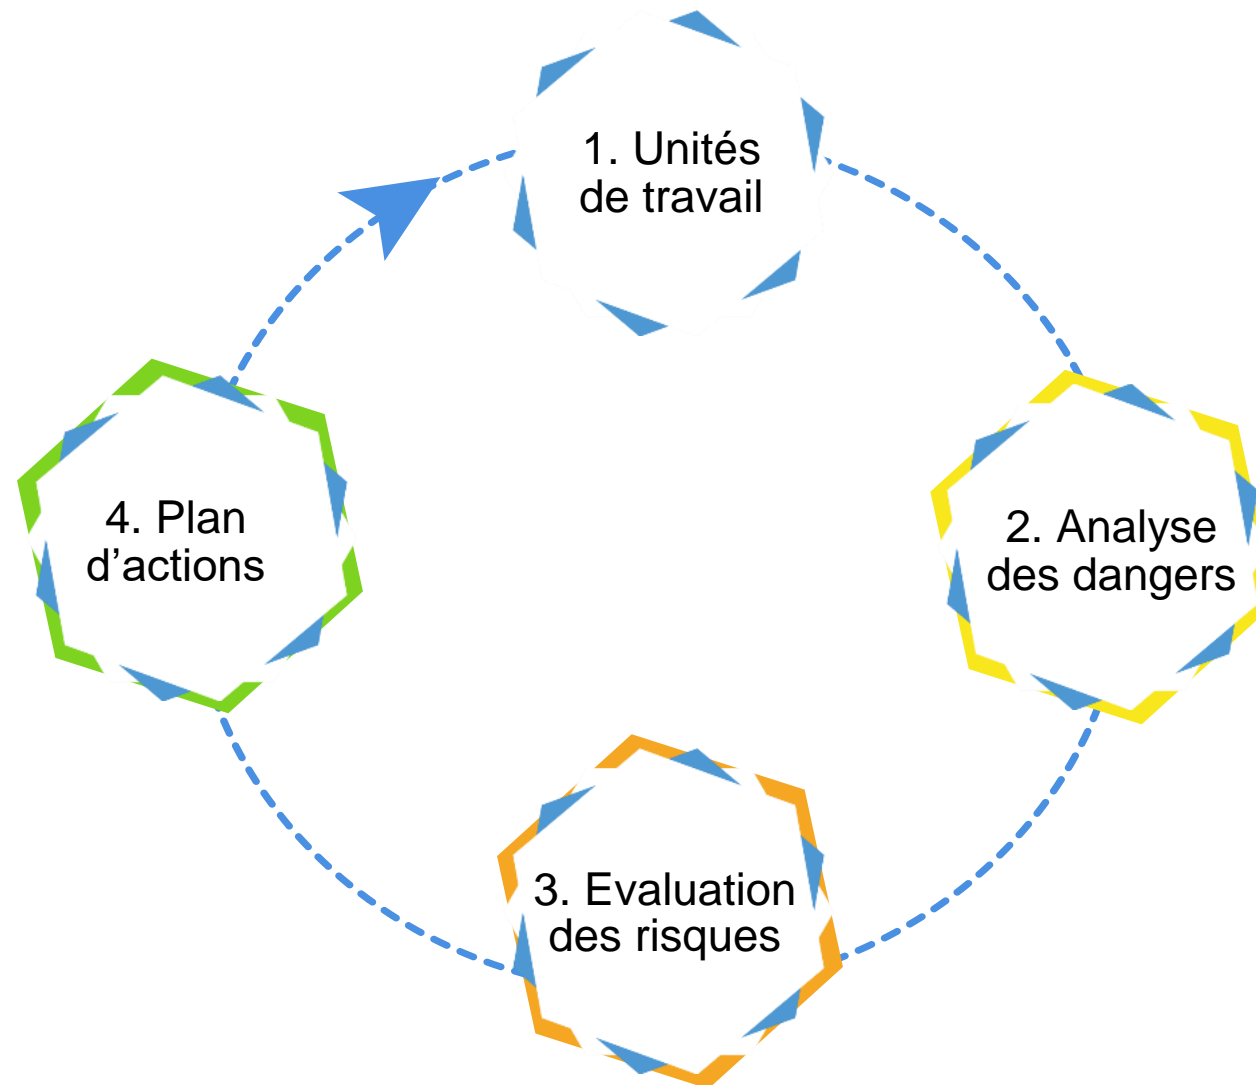 1. Unités
de travail
2. Analyse
des dangers
3. Evaluation
des risques
4. Plan
d’actions